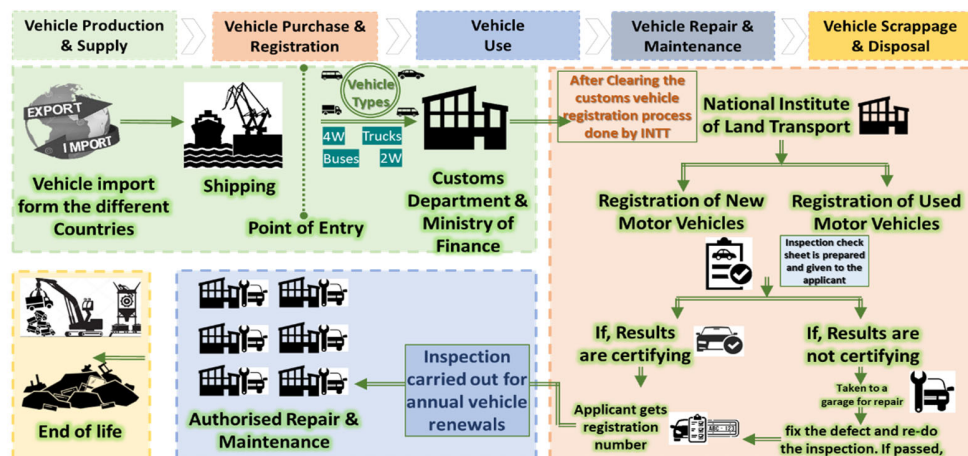 Vehicle Production
& Supply
Vehicle Purchase &
Registration
Vehicle
Use
Vehicle Repair &
Maintenance
Vehicle Scrappage
& Disposal
EXPORT
IMPORT
Vehicle import
form the different
Countries
Shipping
Point of Entry
Vehicle
Types
4W
Trucks
Buses
2W
Customs
Department &
Ministry of
Finance
After Clearing the
customs vehicle
registration process
done by INTT
National Institute
of Land Transport
Registration of New
Motor Vehicles
Registration of Used
Motor Vehicles
Inspection check
sheet is prepared
and given to the
applicant
If, Results
are certifying
If, Results are
not certifying
Taken to a
garage for repair
fix the defect and re-do
the inspection. If passed,
Applicant gets
registration
number
ABC-123
Inspection
carried out for
annual vehicle
renewals
Authorised Repair &
Maintenance
End of life